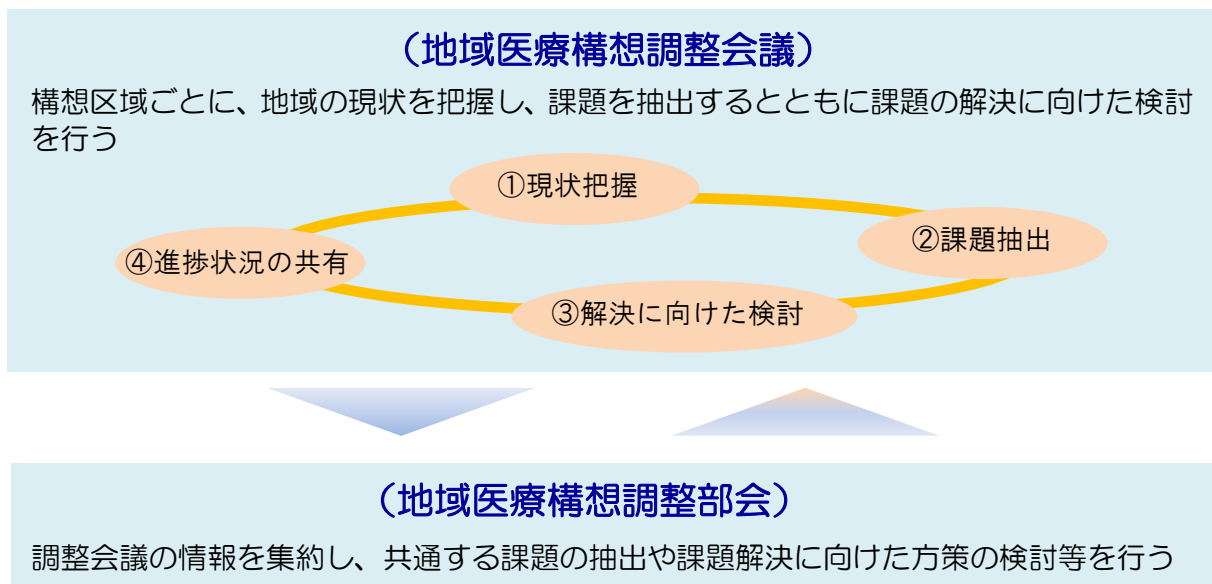 （地域医療構想調整会議）
構想区域ごとに、地域の現状を把握し、課題を抽出するとともに課題の解決に向けた検討
を行う
①現状把握
②課題抽出
④進捗状況の共有
③解決に向けた検討
（地域医療構想調整部会）
調整会議の情報を集約し、共通する課題の抽出や課題解決に向けた方策の検討等を行う